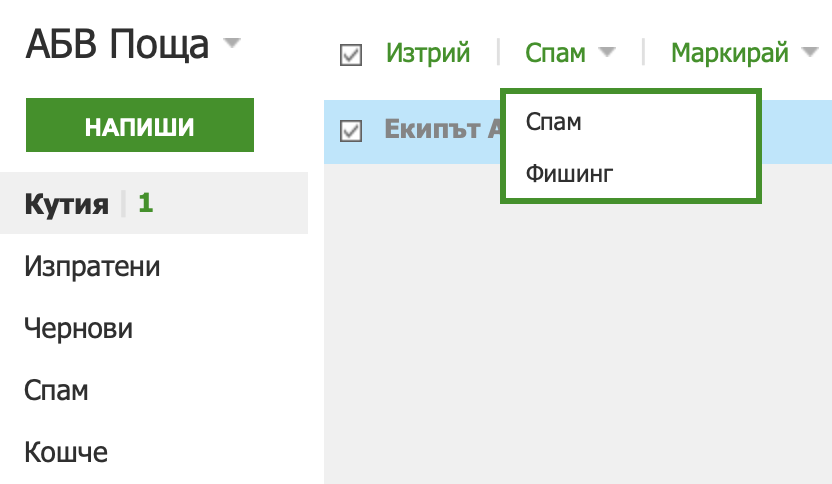 АБВ Поща
Изтрий | Спам | Маркирай
НАПИШИ
Екипът
Спам
Фишинг
Кутия | 1
Изпратени
Чернови
Спам
Кошче